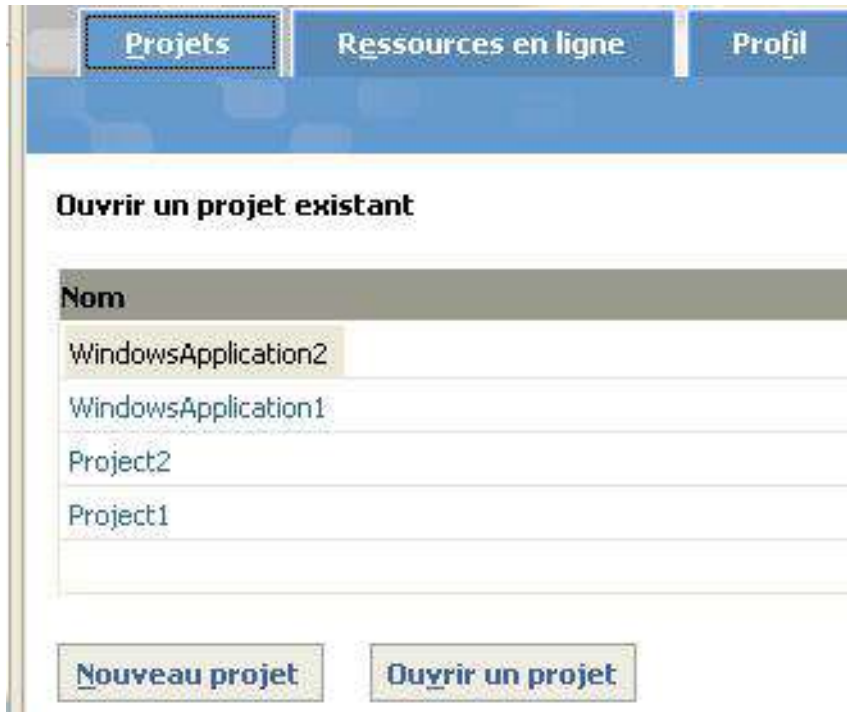 Projets Ressources en ligne Profil
Ouvrir un projet existant
Nom
WindowsApplication2
WindowsApplication1
Project2
Project1
Nouveau projet Ouvrir un projet